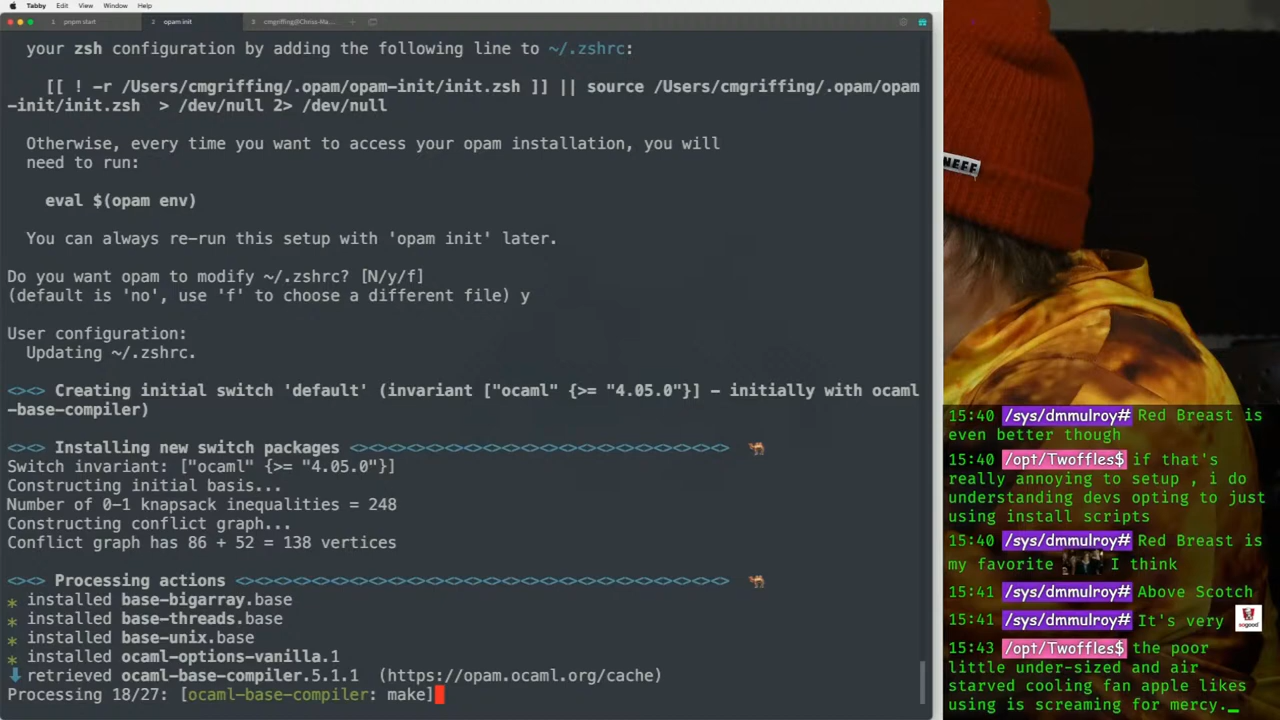 Tabby Edit View Window Help
1 pnpm start
2 opam init
3 cmgriffing@Chriss-Ma...
your zsh configuration by adding the following line to ~/.zshrc:
[[ ! -r /Users/cmgriffing/.opam/opam-init/init.zsh ]] || source /Users/cmgriffing/.opam/opam
-init/init.zsh > /dev/null 2> /dev/null
Otherwise, every time you want to access your opam installation, you will
need to run:
eval $(opam env)
You can always re-run this setup with 'opam init' later.
Do you want opam to modify ~/.zshrc? [N/y/f]
(default is 'no', use 'f' to choose a different file) y
User configuration:
Updating ~/.zshrc.
<><> Creating initial switch 'default' (invariant ["ocaml" {>= "4.05.0"}] - initially with ocaml
-base-compiler)
<><> Installing new switch packages <><><><><><><><><><><><><><><><><><><><>
Switch invariant: ["ocaml" {>= "4.05.0"}]
Constructing initial basis...
Number of 0-1 knapsack inequalities = 248
Constructing conflict graph...
Conflict graph has 86 + 52 = 138 vertices
<><> Processing actions <><><><><><><><><><><><><><><><><><><><><><><><><><>
* installed base-bigarray.base
* installed base-threads.base
* installed base-unix.base
* installed ocaml-options-vanilla.1
⬇ retrieved ocaml-base-compiler.5.1.1 (https://opam.ocaml.org/cache)
Processing 18/27: [ocaml-base-compiler: make]
NEFF
15:40 /sys/dmmulroy# Red Breast is
even better though
15:40 /opt/Twoffles$ if that's
really annoying to setup , i do
understanding devs opting to just
using install scripts
15:40 /sys/dmmulroy# Red Breast is
my favorite I think
15:41 /sys/dmmulroy# Above Scotch
15:41 /sys/dmmulroy# It's very
sogood
15:43 /opt/Twoffles$ the poor
little under-sized and air
starved cooling fan apple likes
using is screaming for mercy._